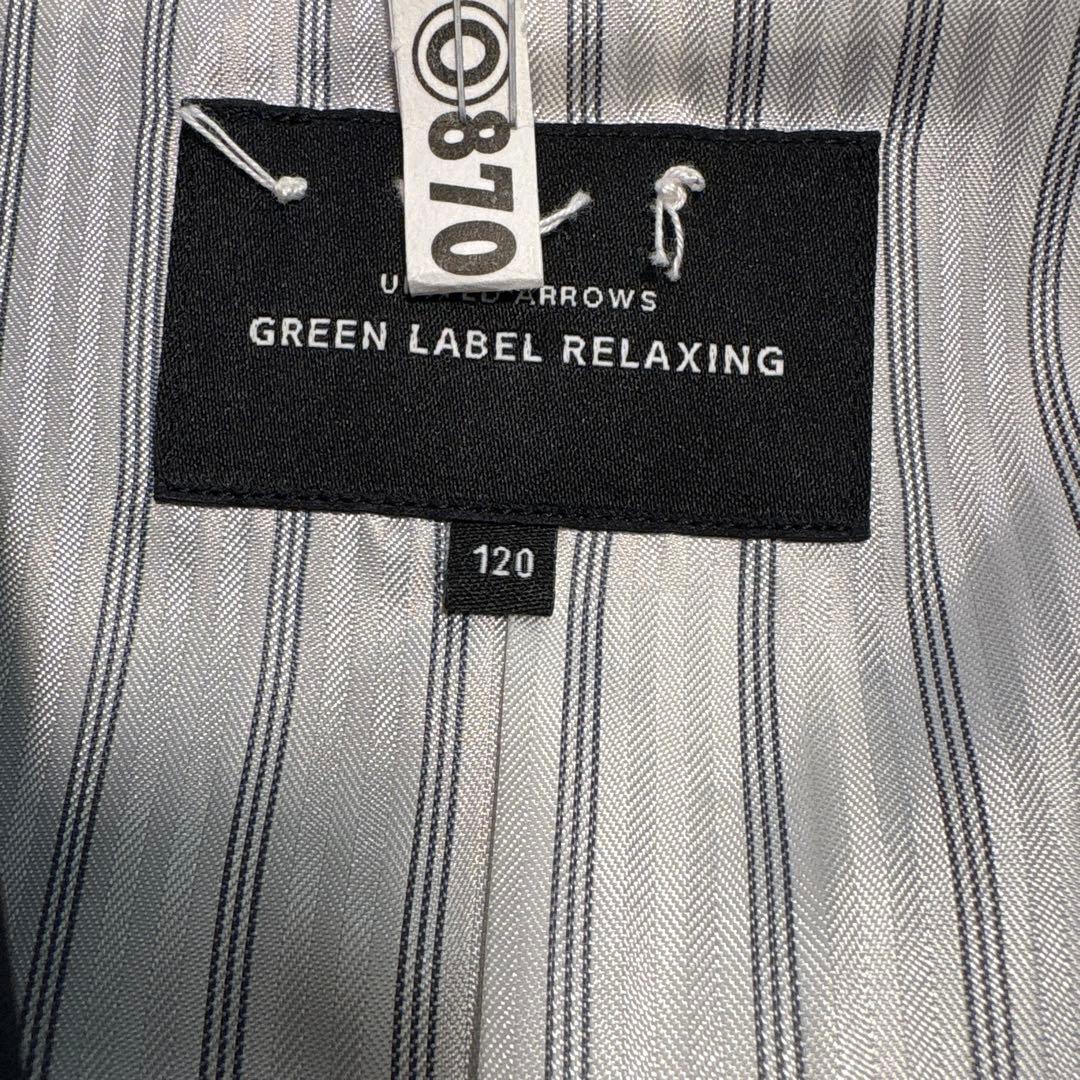 ◎870
ARROWS
GREEN LABEL RELAXING
120